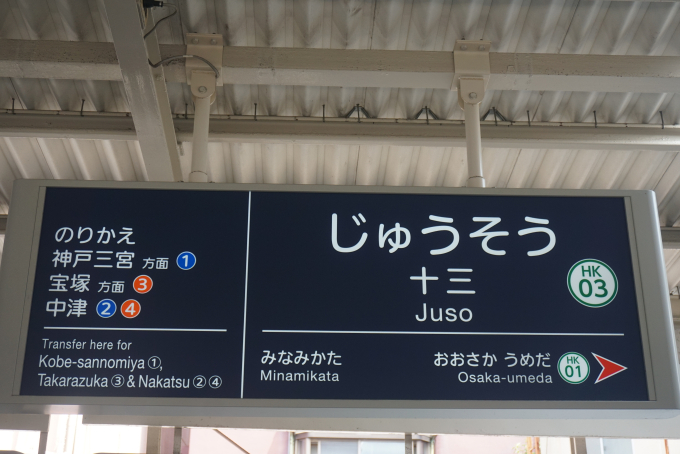 のりかえ
神戸三宮 方面 1
宝塚 方面 3
中津 2 4
Transfer here for
Kobe-sannomiya ①,
Takarazuka ③ & Nakatsu ② ④
じゅうそう
十三
Juso
HK
03
みなみかた
Minamikata
おおさか うめだ
Osaka-umeda
HK
01